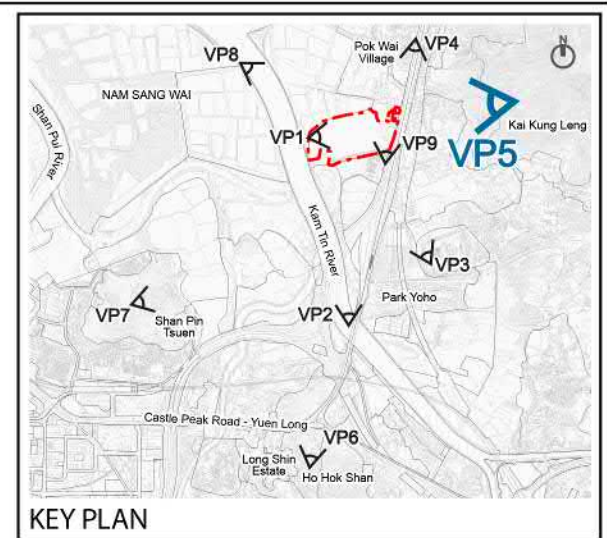 VP8
Pok Wai
Village
VP4
N
NAM SANG WAI
Kai Kung Leng
VP5
VP1
VP9
Shan Pui River
Kam Tin River
VP3
Park Yoho
VP7
Shan Pin
Tsuen
VP2
Castle Peak Road - Yuen Long
VP6
Long Shin
Estate
Ho Hok Shan
KEY PLAN